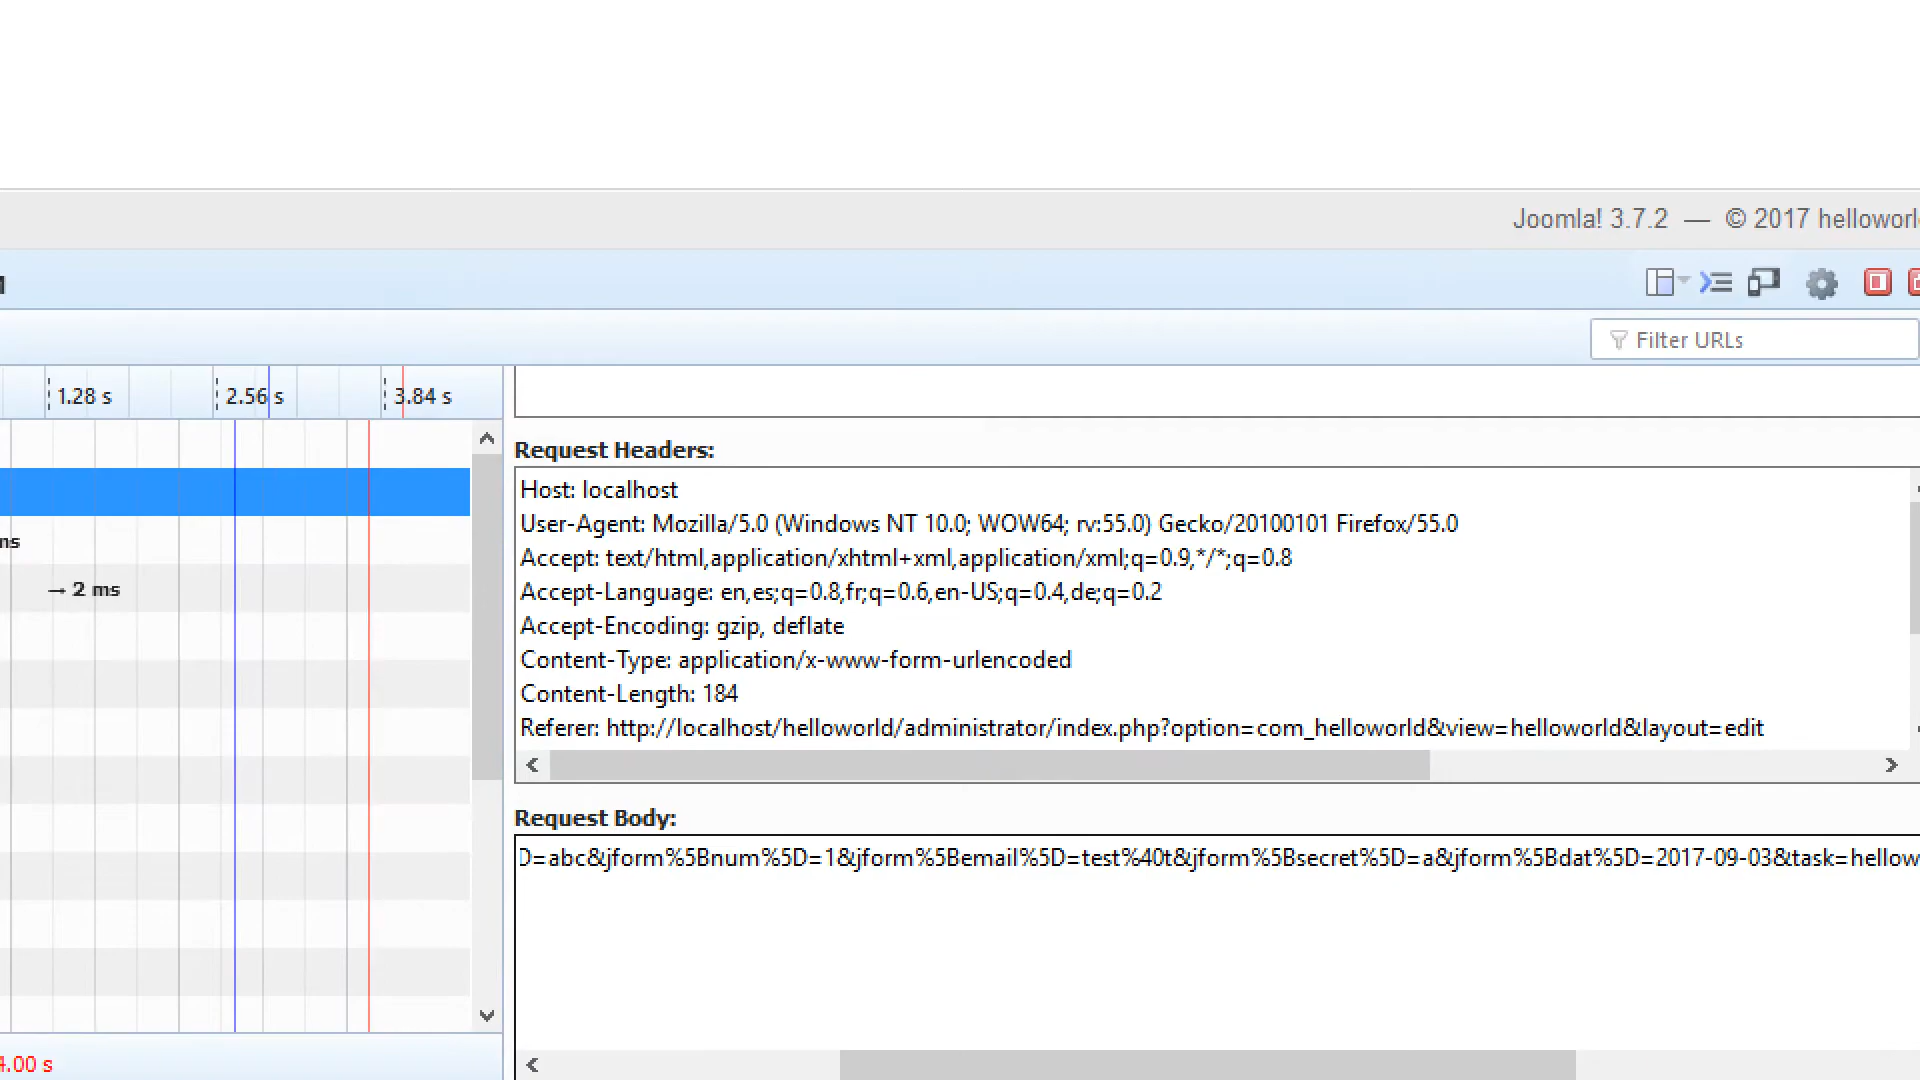 Joomla! 3.7.2 — © 2017
Filter URLs
1.28 s 2.56 s 3.84 s
Request Headers:
Host: localhost
User-Agent: Mozilla/5.0 (Windows NT 10.0; WOW64; rv:55.0) Gecko/20100101 Firefox/55.0
ms
Accept: text/html,application/xhtml+xml,application/xml;q=0.9,*/*;q=0.8
→ 2 ms
Accept-Language: en,es;q=0.8,fr;q=0.6,en-US;q=0.4,de;q=0.2
Accept-Encoding: gzip, deflate
Content-Type: application/x-www-form-urlencoded
Content-Length: 184
Referer: http://localhost/helloworld/administrator/index.php?option=com_helloworld&view=helloworld&layout=edit
Request Body:
D=abc&jform%5Bnum%5D=1&jform%5Bemail%5D=test%40t&jform%5Bsecret%5D=a&jform%5Bdat%5D=2017-09-03&task=hellow
4.00 s